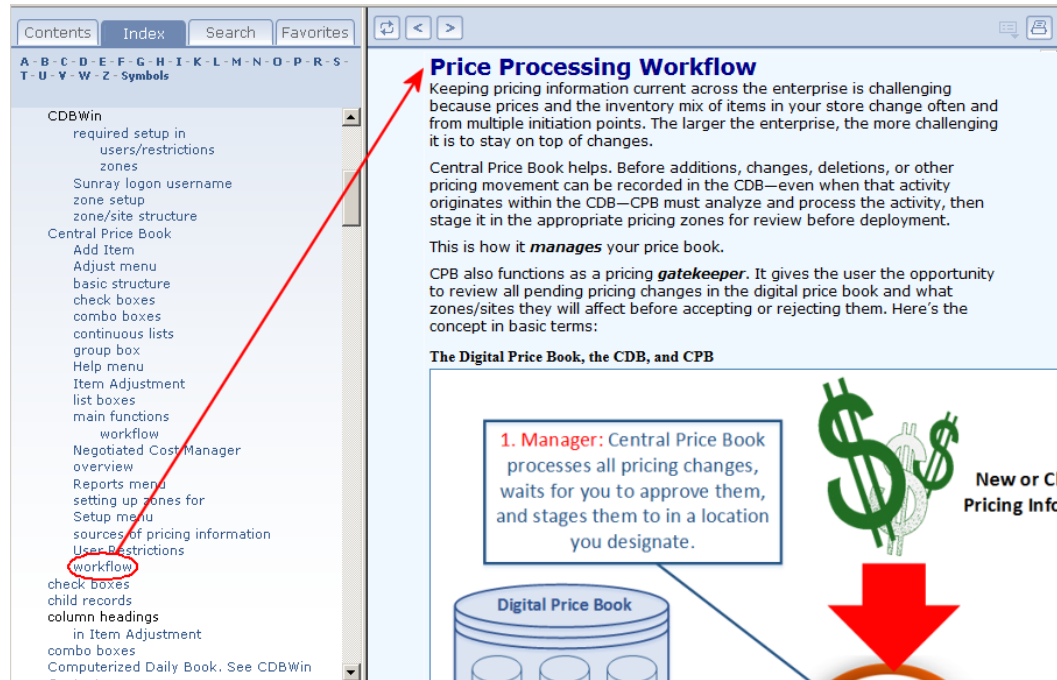 Contents Index Search Favorites
A - B - C - D - E - F - G - H - I - K - L - M - N - O - P - R - S -
T - U - V - W - Z - Symbols
CDBWin
required setup in
users/restrictions
zones
Sunray logon username
zone setup
zone/site structure
Central Price Book
Add Item
Adjust menu
basic structure
check boxes
combo boxes
continuous lists
group box
Help menu
Item Adjustment
list boxes
main functions
workflow
Negotiated Cost Manager
overview
Reports menu
setting up zones for
Setup menu
sources of pricing information
User Restrictions
workflow
check boxes
child records
column headings
in Item Adjustment
combo boxes
Computerized Daily Book. See CDBWin
Price Processing Workflow
Keeping pricing information current across the enterprise is challenging
because prices and the inventory mix of items in your store change often and
from multiple initiation points. The larger the enterprise, the more challenging
it is to stay on top of changes.
Central Price Book helps. Before additions, changes, deletions, or other
pricing movement can be recorded in the CDB—even when that activity
originates within the CDB—CPB must analyze and process the activity, then
stage it in the appropriate pricing zones for review before deployment.
This is how it manages your price book.
CPB also functions as a pricing gatekeeper. It gives the user the opportunity
to review all pending pricing changes in the digital price book and what
zones/sites they will affect before accepting or rejecting them. Here's the
concept in basic terms:
The Digital Price Book, the CDB, and CPB
1. Manager: Central Price Book
processes all pricing changes,
waits for you to approve them,
and stages them to in a location
you designate.
New or C
Pricing Info
Digital Price Book